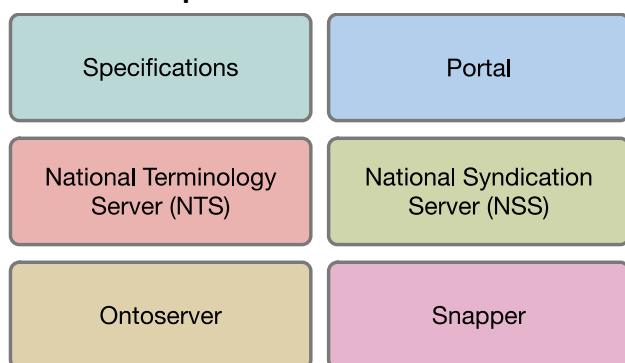 Specifications
Portal
National Terminology
Server (NTS)
National Syndication
Server (NSS)
Ontoserver
Snapper